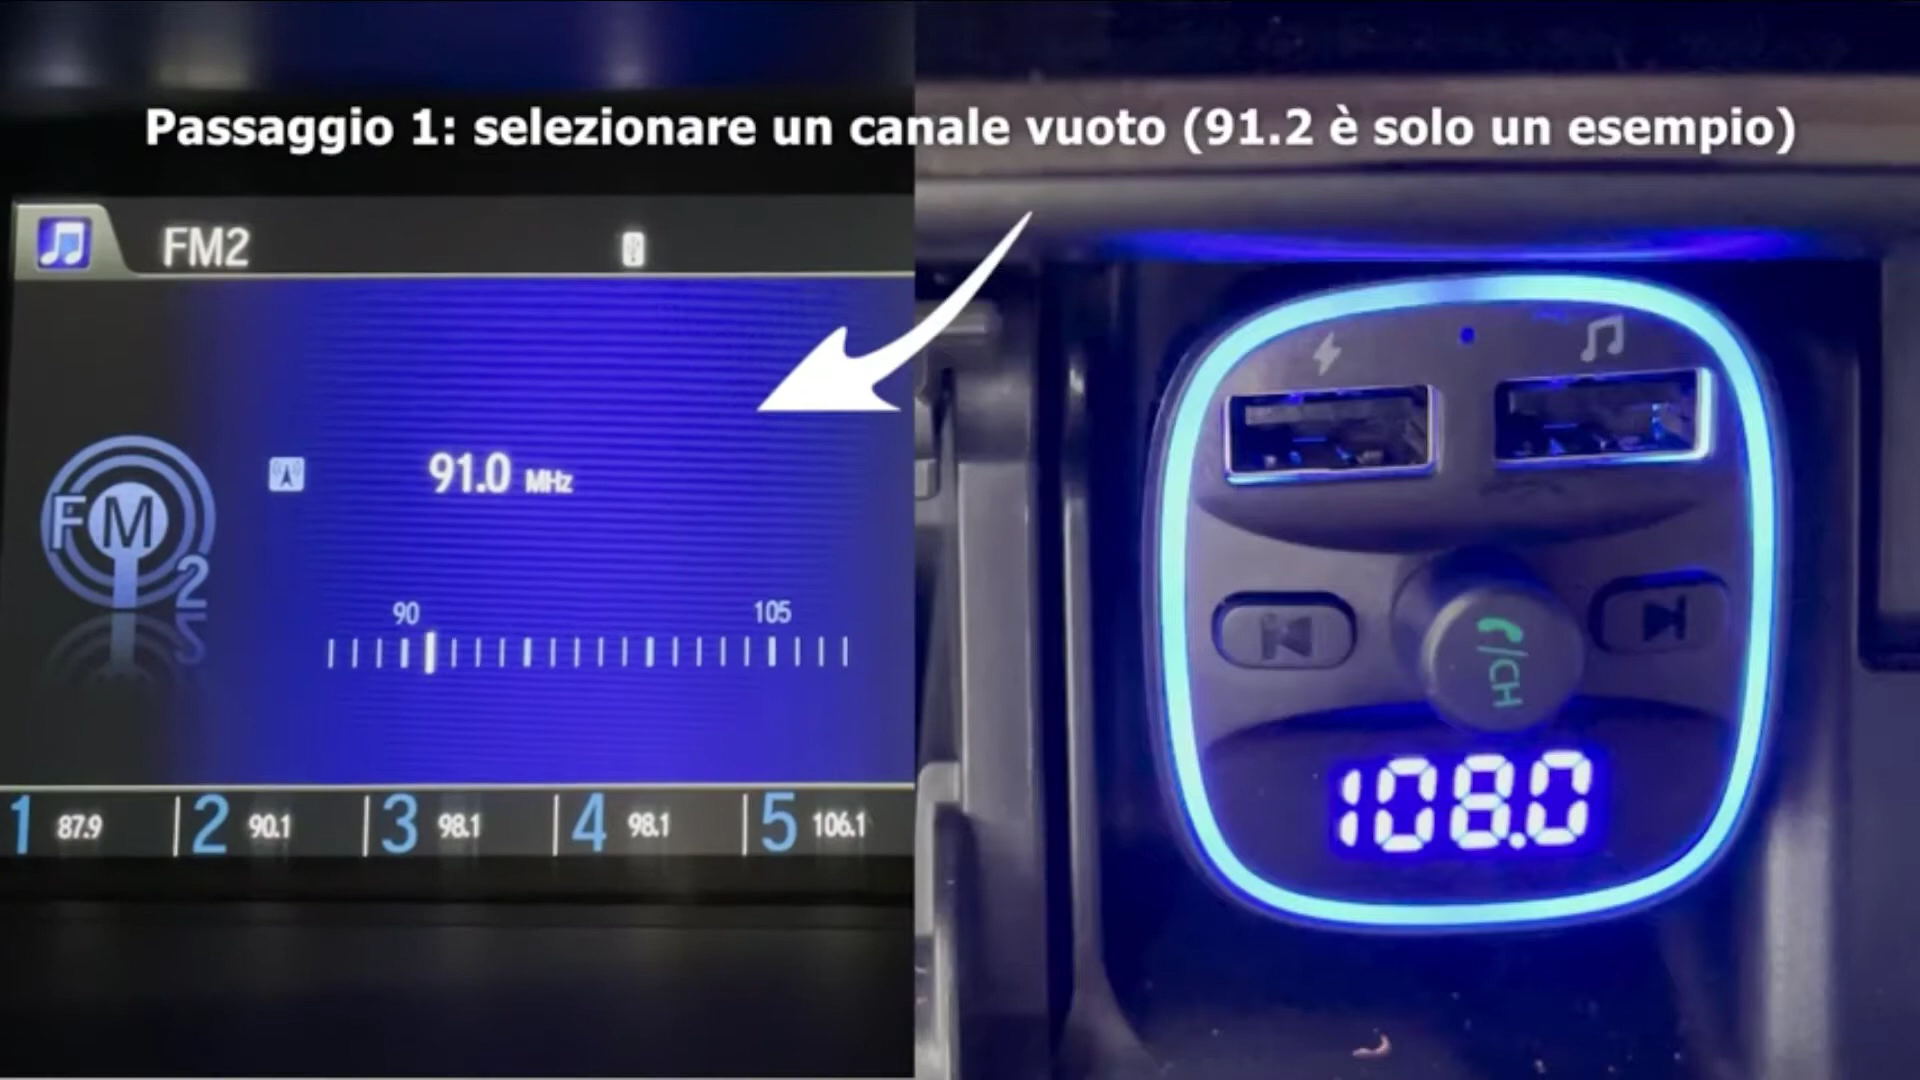 Passaggio 1: selezionare un canale vuoto (91.2 è solo un esempio)
FM2
91.0 MHz
FM
2
90 105
1 87.9 2 90.1 3 98.1 4 98.1 5 106.1
/CH
108.0